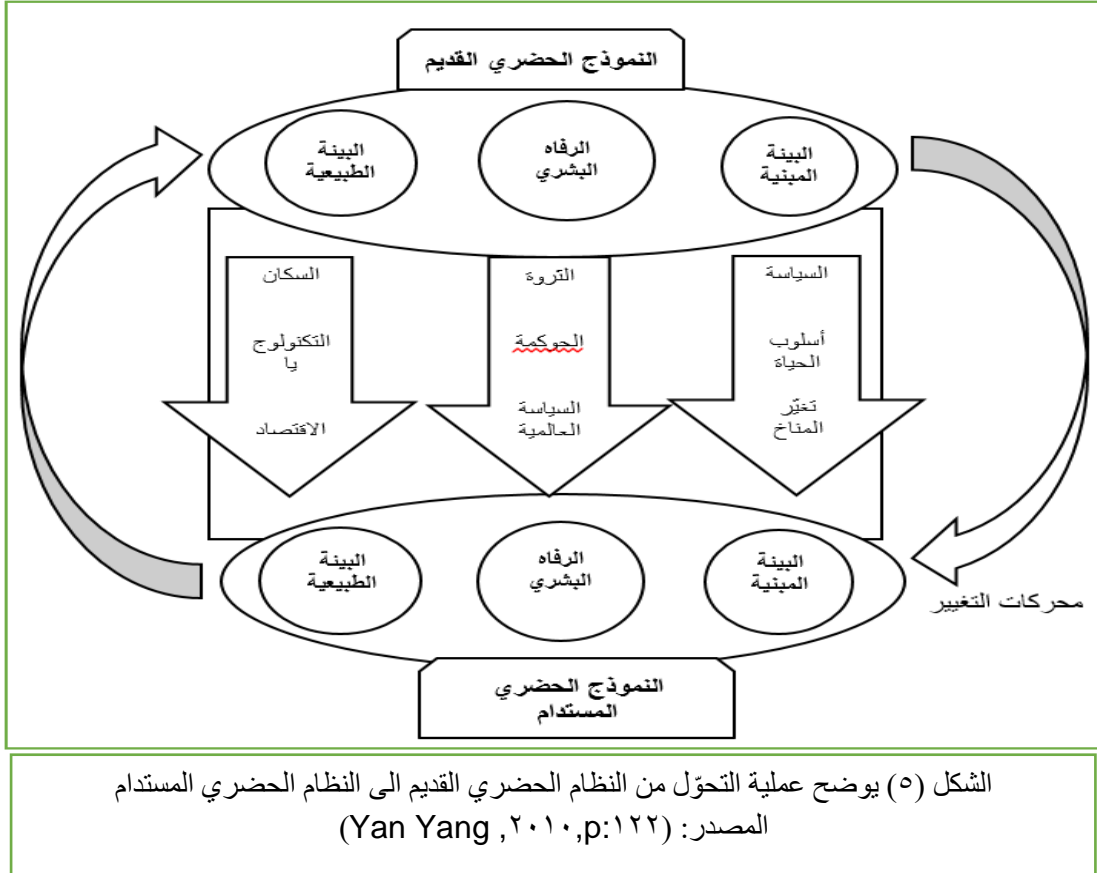 النموذج الحضري القديم
البيئة
المبنية
الرفاه
البشري
البيئة
الطبيعية
السياسة
أسلوب
الحياة
تغيّر
المناخ
الثروة
الحوكمة
السياسة
العالمية
السكان
التكنولوج
يا
الاقتصاد
البيئة
المبنية
الرفاه
البشري
البيئة
الطبيعية
محركات التغيير
النموذج الحضري
المستدام
الشكل (٥) يوضح عملية التحوّل من النظام الحضري القديم الى النظام الحضري المستدام
المصدر: (Yan Yang ,٢٠١٠,p:١٢٢)